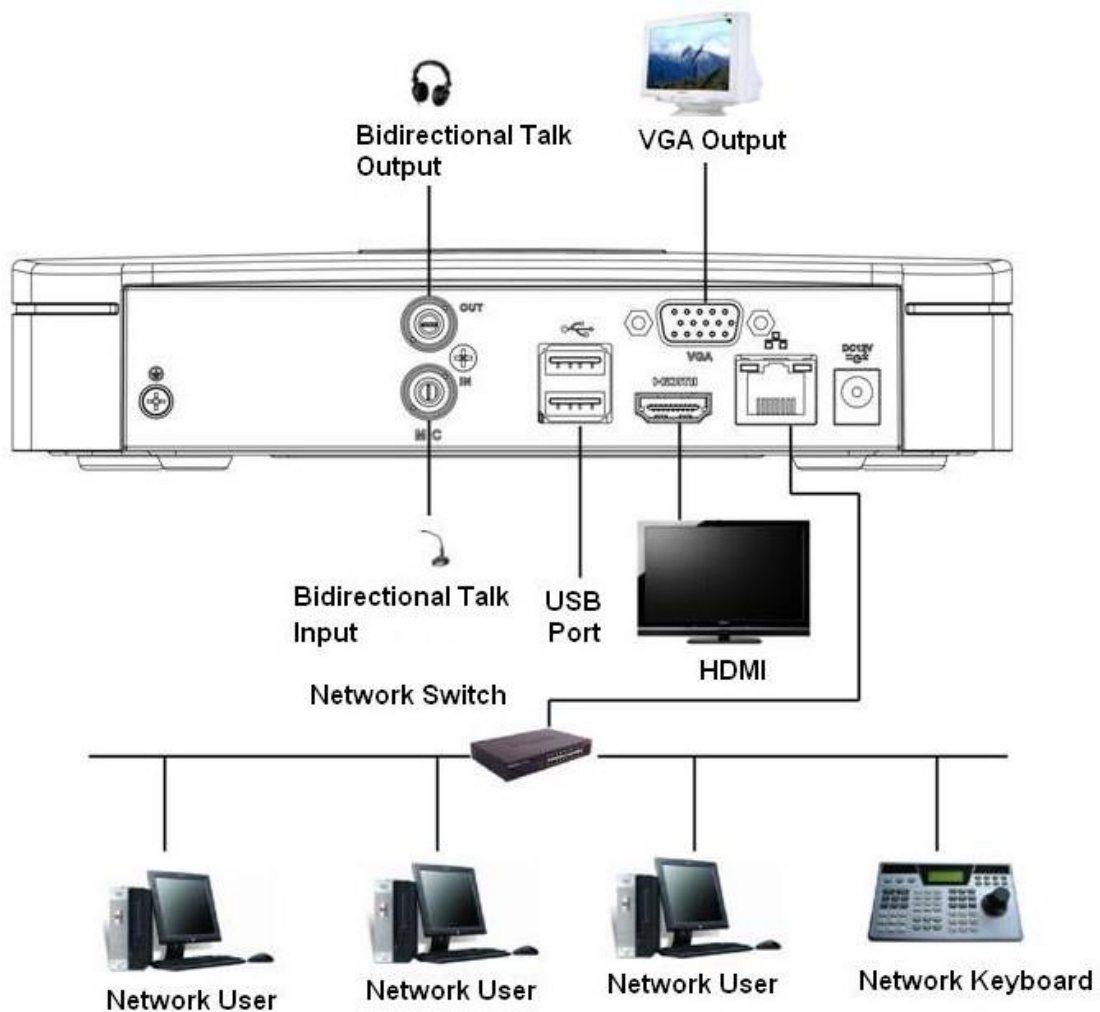 Bidirectional Talk
Output
VGA Output
OUT
IN
MIC
VGA
HDMI
DC12V
Bidirectional Talk
Input
USB
Port
HDMI
Network Switch
Network User
Network User
Network User
Network Keyboard